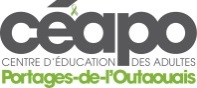 céapo
CENTRE D'ÉDUCATION DES ADULTES
Portages-de-l'Outaouais